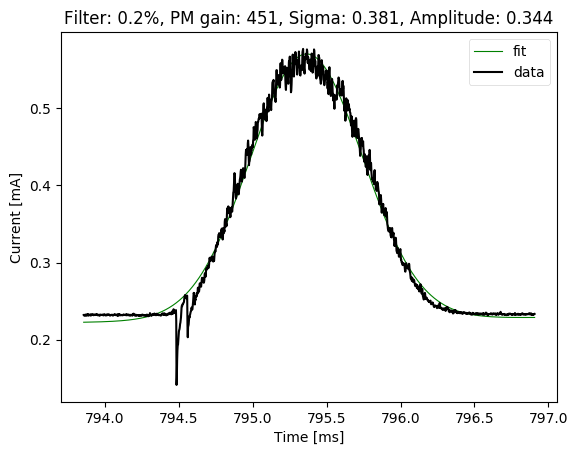 Filter: 0.2%, PM gain: 451, Sigma: 0.381, Amplitude: 0.344
fit
data
0.5
0.4
0.3
0.2
Current [mA]
794.0 794.5 795.0 795.5 796.0 796.5 797.0
Time [ms]